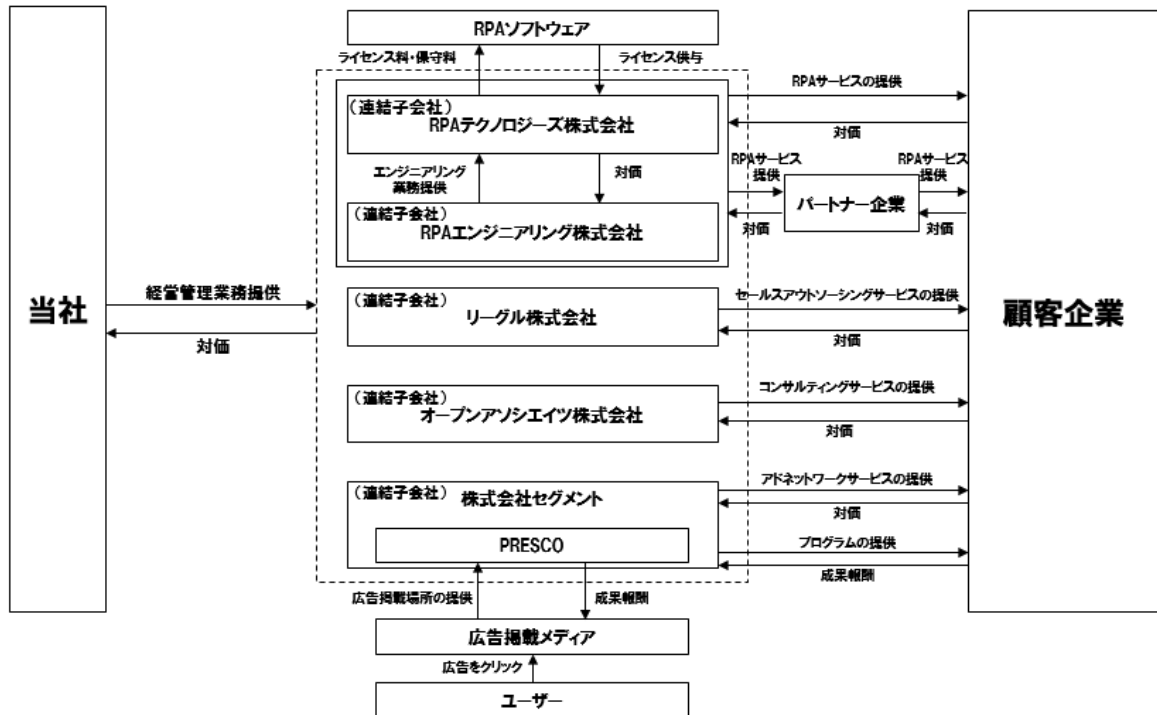 RPAソフトウェア
ライセンス料・保守料
ライセンス供与
RPAサービスの提供
(連結子会社)
RPAテクノロジーズ株式会社
対価
エンジニアリング
業務提供
対価
RPAサービス
提供
RPAサービス
提供
パートナー企業
対価
対価
(連結子会社)
RPAエンジニアリング株式会社
当社
経営管理業務提供
対価
(連結子会社)
リーグル株式会社
セールスアウトソーシングサービスの提供
対価
顧客企業
(連結子会社)
オープンアソシエイツ株式会社
コンサルティングサービスの提供
対価
(連結子会社)
株式会社セグメント
アドネットワークサービスの提供
対価
PRESCO
プログラムの提供
成果報酬
広告掲載場所の提供
成果報酬
広告掲載メディア
広告をクリック
ユーザー